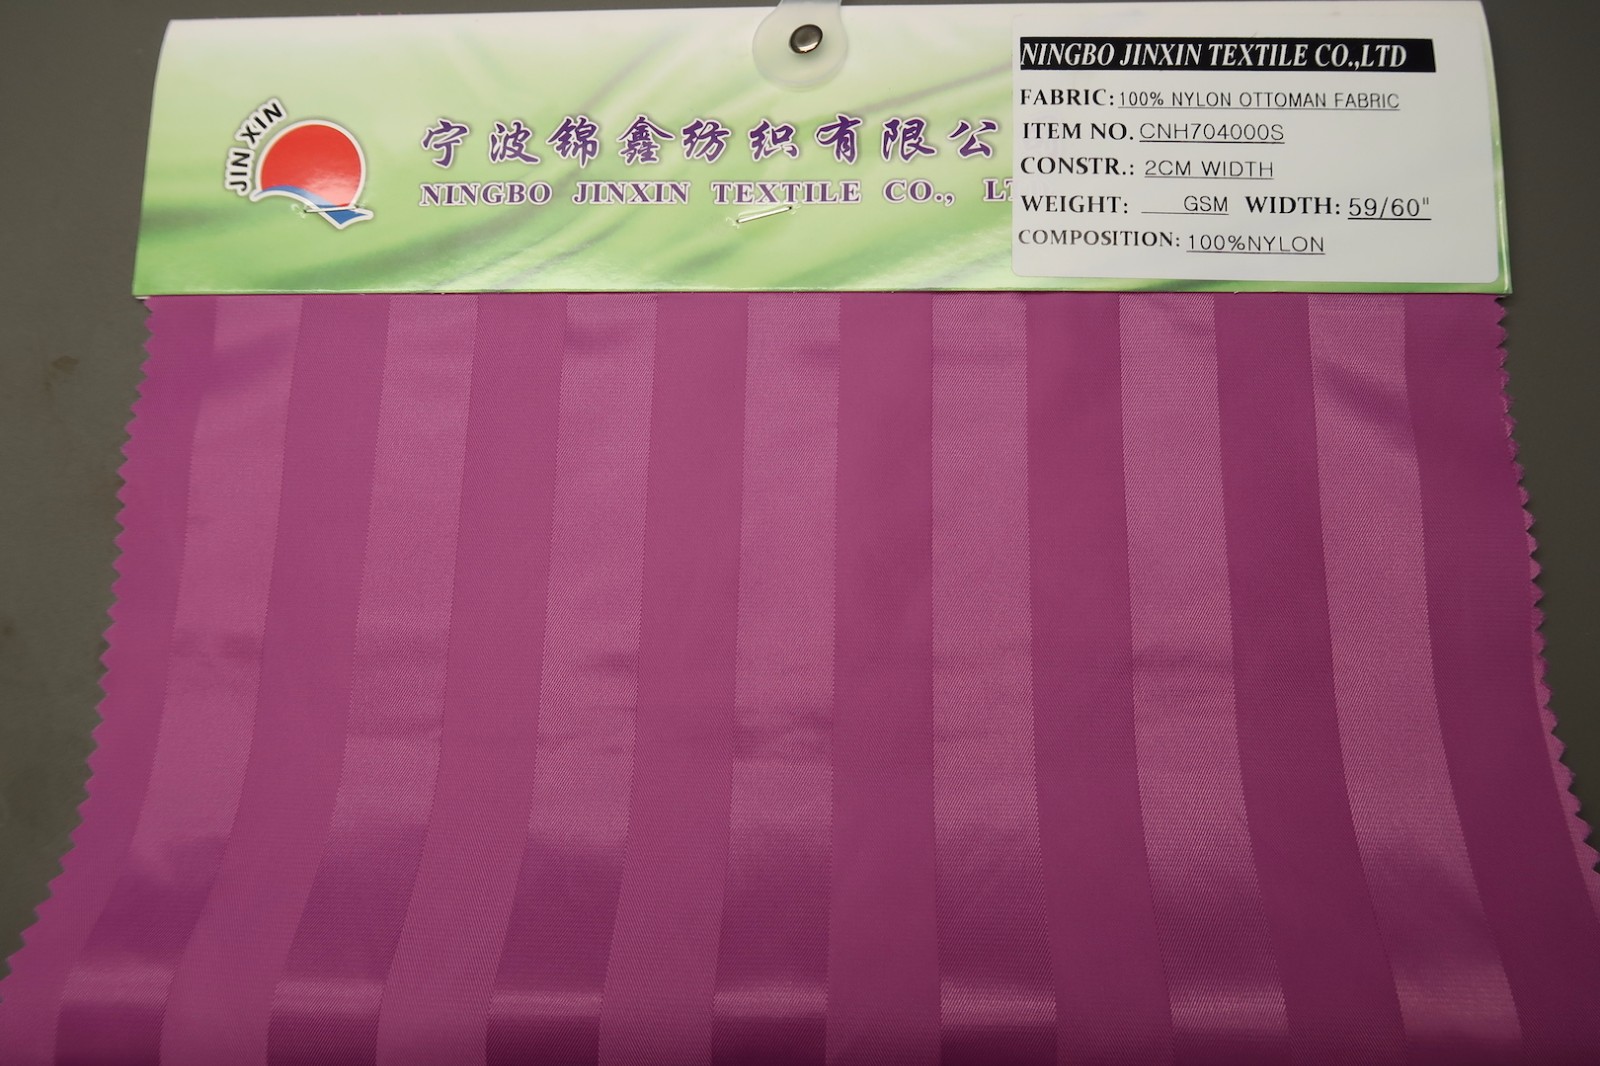 JIN XIN
宁波锦鑫纺织有限公
NINGBO JINXIN TEXTILE CO., L
NINGBO JINXIN TEXTILE CO.,LTD
FABRIC: 100% NYLON OTTOMAN FABRIC
ITEM NO. CNH704000S
CONSTR.: 2CM WIDTH
WEIGHT: ___GSM WIDTH: 59/60"
COMPOSITION: 100%NYLON